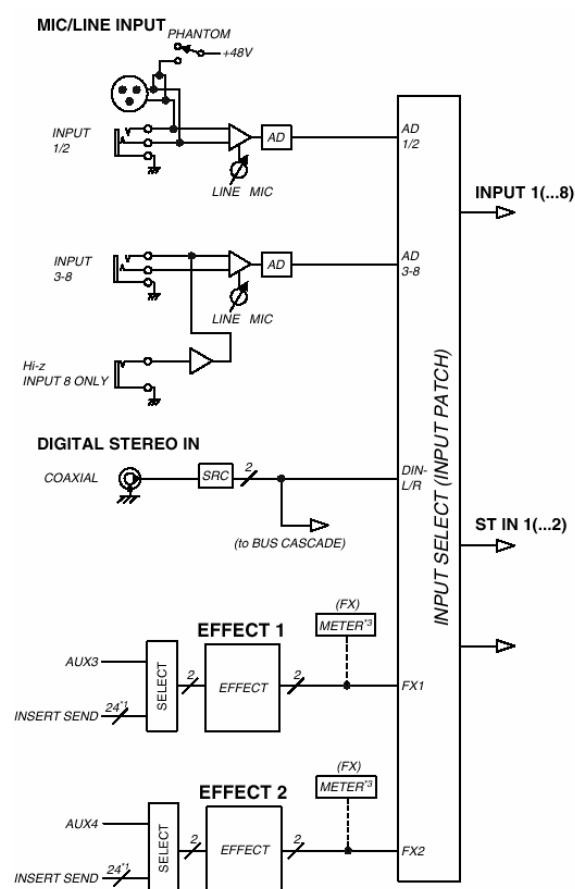 MIC/LINE INPUT
PHANTOM
+48V
INPUT
1/2
AD
AD
1/2
LINE MIC
INPUT 1(...8)
INPUT
3-8
AD
AD
3-8
LINE MIC
Hi-z
INPUT 8 ONLY
INPUT SELECT (INPUT PATCH)
DIGITAL STEREO IN
COAXIAL
SRC
2
DIN-
L/R
(to BUS CASCADE)
ST IN 1(...2)
EFFECT 1
(FX)
METER*3
AUX3
SELECT
2
EFFECT
2
FX1
INSERT SEND
24*1
EFFECT 2
(FX)
METER*3
AUX4
SELECT
2
EFFECT
2
FX2
INSERT SEND
24*1